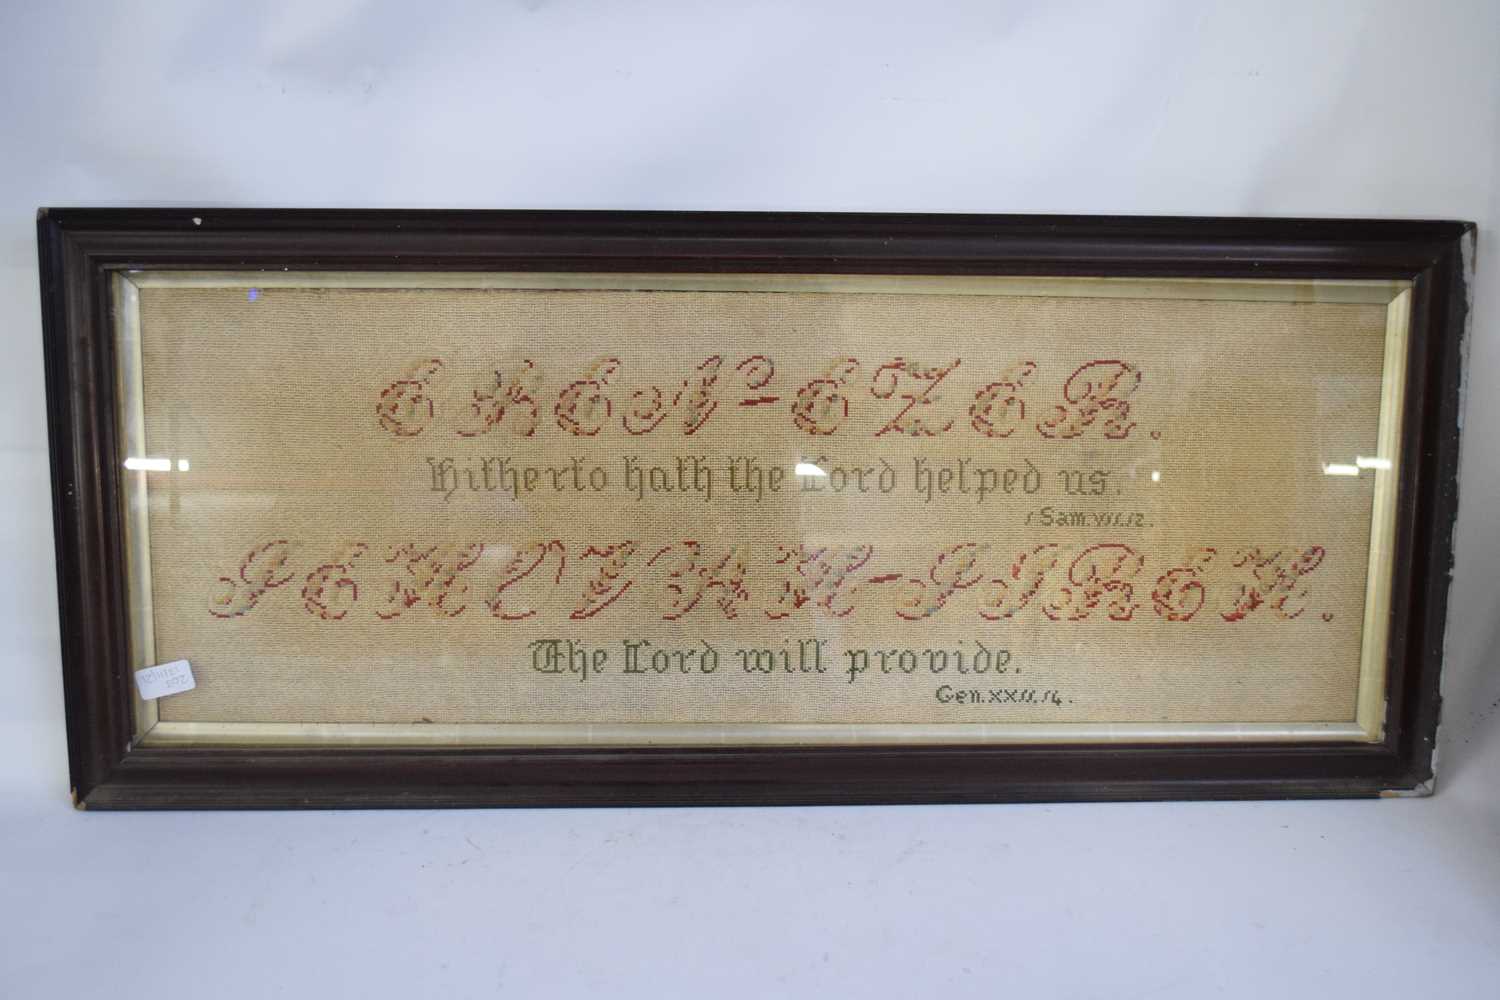 EBEN-EZER.
Hitherto hath the Lord helped us.
1 Sam. vii. 12.
JEHOVAH-JIREH.
The Lord will provide.
Gen. xxii. 14.
203